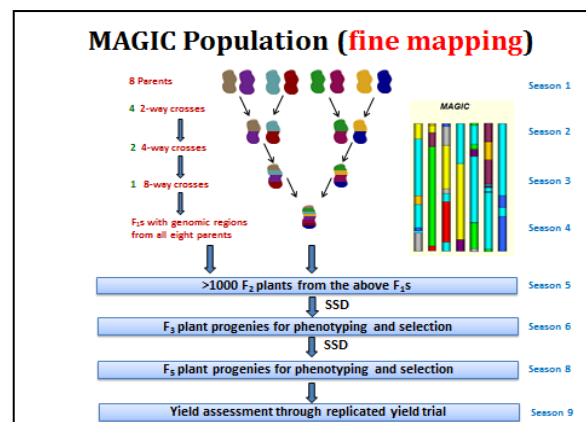 MAGIC Population (fine mapping)
8 Parents
Season 1
MAGIC
4 2-way crosses
Season 2
2 4-way crosses
Season 3
1 8-way crosses
F₁s with genomic regions
from all eight parents
Season 4
>1000 F₂ plants from the above F₁s
Season 5
SSD
F₃ plant progenies for phenotyping and selection
Season 6
SSD
F₅ plant progenies for phenotyping and selection
Season 8
Yield assessment through replicated yield trial
Season 9